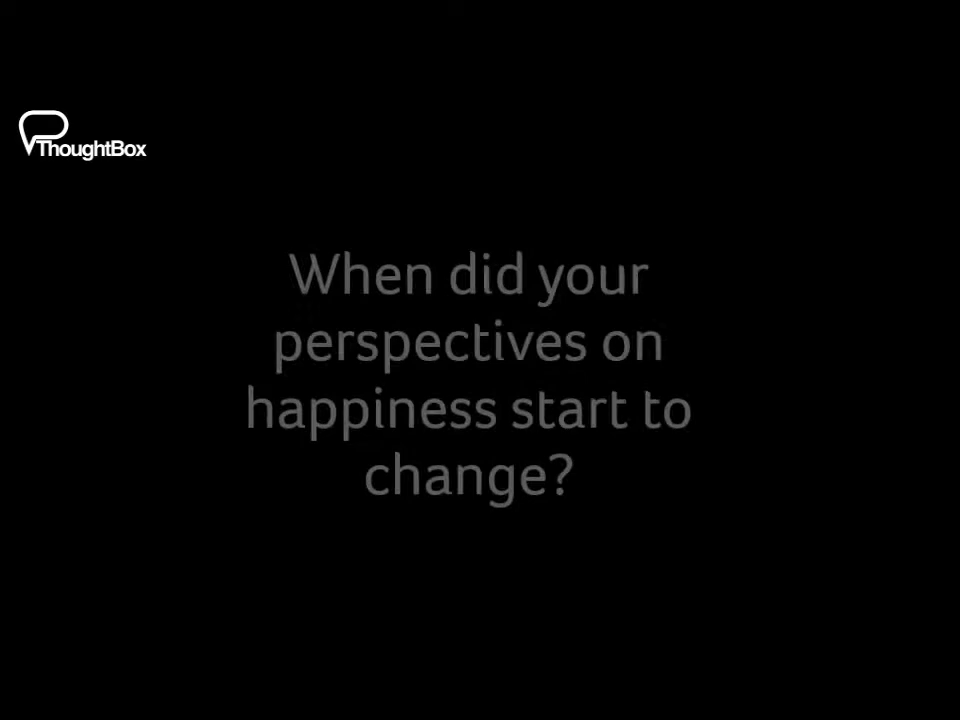 ThoughtBox
When did your
perspectives on
happiness start to
change?